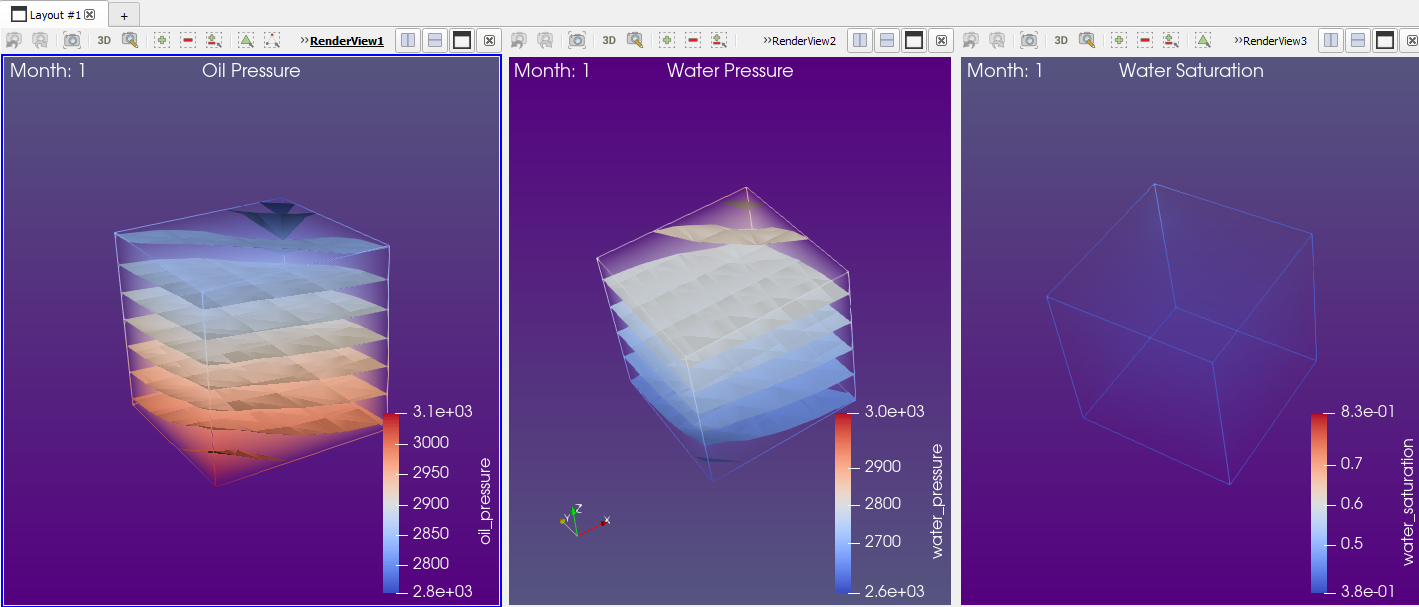 Layout #1
+
3D
>> RenderView1
3D
>> RenderView2
3D
>> RenderView3
Month: 1
Oil Pressure
Month: 1
Water Pressure
Month: 1
Water Saturation
3.1e+03
3000
2950
2900
2850
2800
2.8e+03
oil_pressure
Z
Y
X
3.0e+03
2900
2800
2700
2.6e+03
water_pressure
8.3e-01
0.7
0.6
0.5
3.8e-01
water_saturation